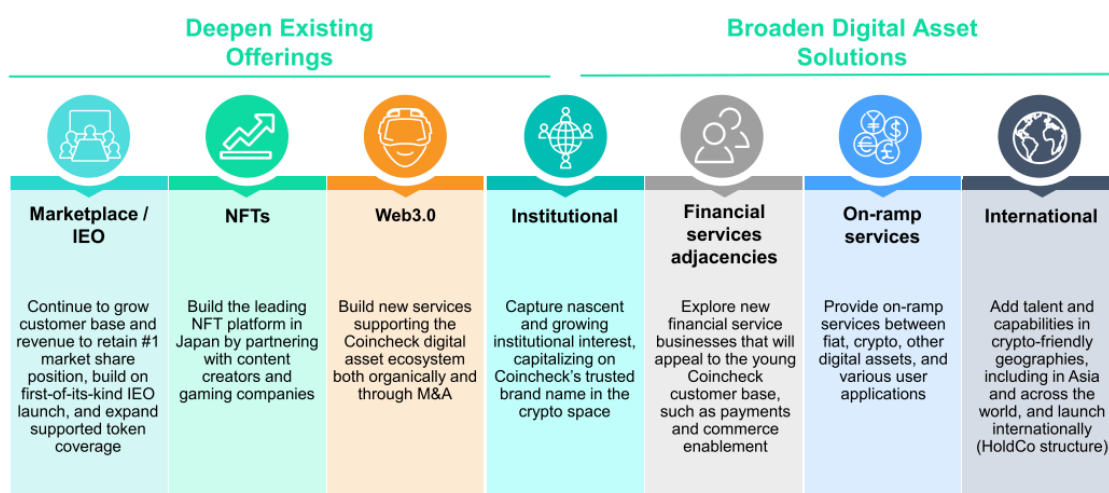 Deepen Existing
Offerings
Broaden Digital Asset
Solutions
¥
$
€
£
Marketplace /
IEO
Continue to grow
customer base and
revenue to retain #1
market share
position, build on
first-of-its-kind IEO
launch, and expand
supported token
coverage
NFTs
Build the leading
NFT platform in
Japan by partnering
with content
creators and
gaming companies
Web3.0
Build new services
supporting the
Coincheck digital
asset ecosystem
both organically and
through M&A
Institutional
Capture nascent
and growing
institutional interest,
capitalizing on
Coincheck's trusted
brand name in the
crypto space
Financial
services
adjacencies
Explore new
financial service
businesses that will
appeal to the young
Coincheck
customer base,
such as payments
and commerce
enablement
On-ramp
services
Provide on-ramp
services between
fiat, crypto, other
digital assets, and
various user
applications
International
Add talent and
capabilities in
crypto-friendly
geographies,
including in Asia
and across the
world, and launch
internationally
(HoldCo structure)